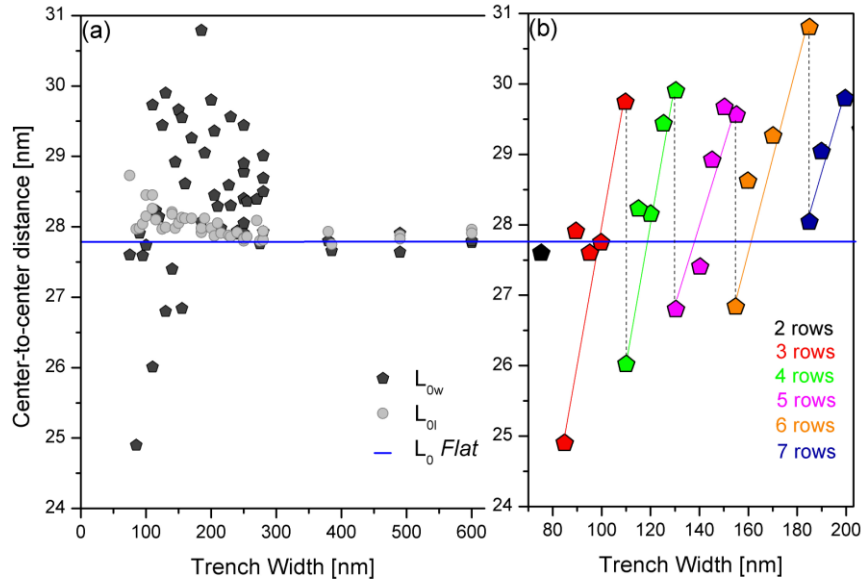 (a)
(b)
Center-to-center distance [nm]
31
30
29
28
27
26
25
24
0 100 200 300 400 500 600
Trench Width [nm]
L0w
L0l
L0 Flat
31
30
29
28
27
26
25
24
80 100 120 140 160 180 200
Trench Width [nm]
2 rows
3 rows
4 rows
5 rows
6 rows
7 rows